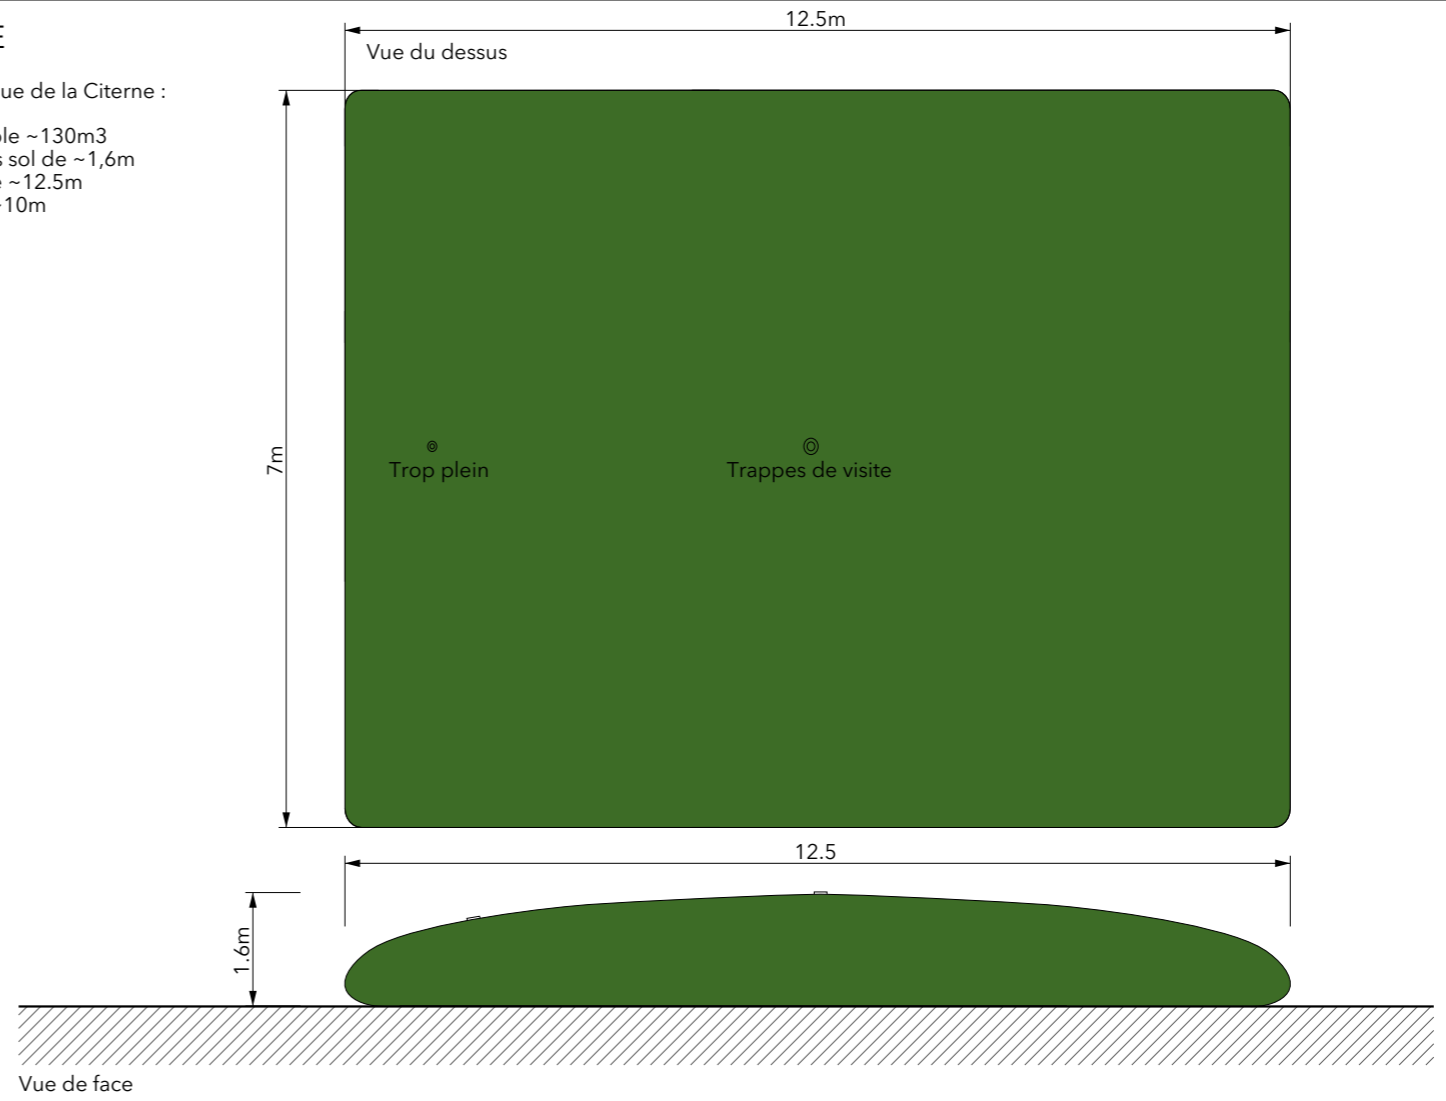 E
ue de la Citerne :
ble ~130m3
s sol de ~1,6m
e ~12.5m
~10m
12.5m
Vue du dessus
7m
Trop plein
Trappes de visite
12.5
1.6m
Vue de face